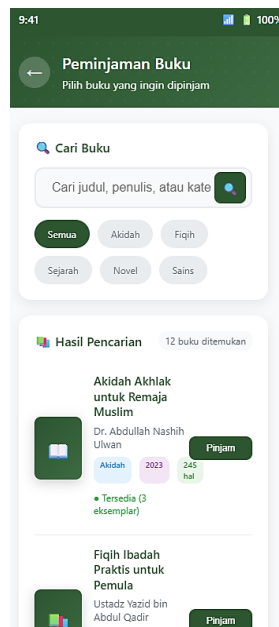 9:41
100%
Peminjaman Buku
Pilih buku yang ingin dipinjam
Cari Buku
Cari judul, penulis, atau kate
Semua
Akidah
Fiqih
Sejarah
Novel
Sains
Hasil Pencarian
12 buku ditemukan
Akidah Akhlak
untuk Remaja
Muslim
Dr. Abdullah Nashih
Ulwan
Pinjam
Akidah
2023
245
hal
● Tersedia (3
eksemplar)
Fiqih Ibadah
Praktis untuk
Pemula
Ustadz Yazid bin
Abdul Qadir
Pinjam